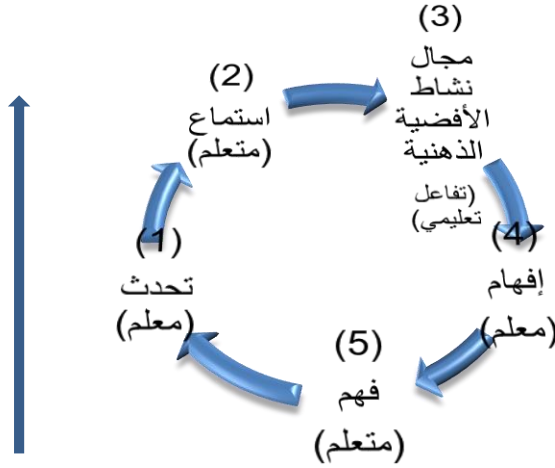 (1)
تحدث
(معلم)
(2)
استماع
(متعلم)
(3)
مجال
نشاط
الأفضية
الذهنية
(تفاعل
تعليمي)
(4)
إفهام
(معلم)
(5)
فهم
(متعلم)